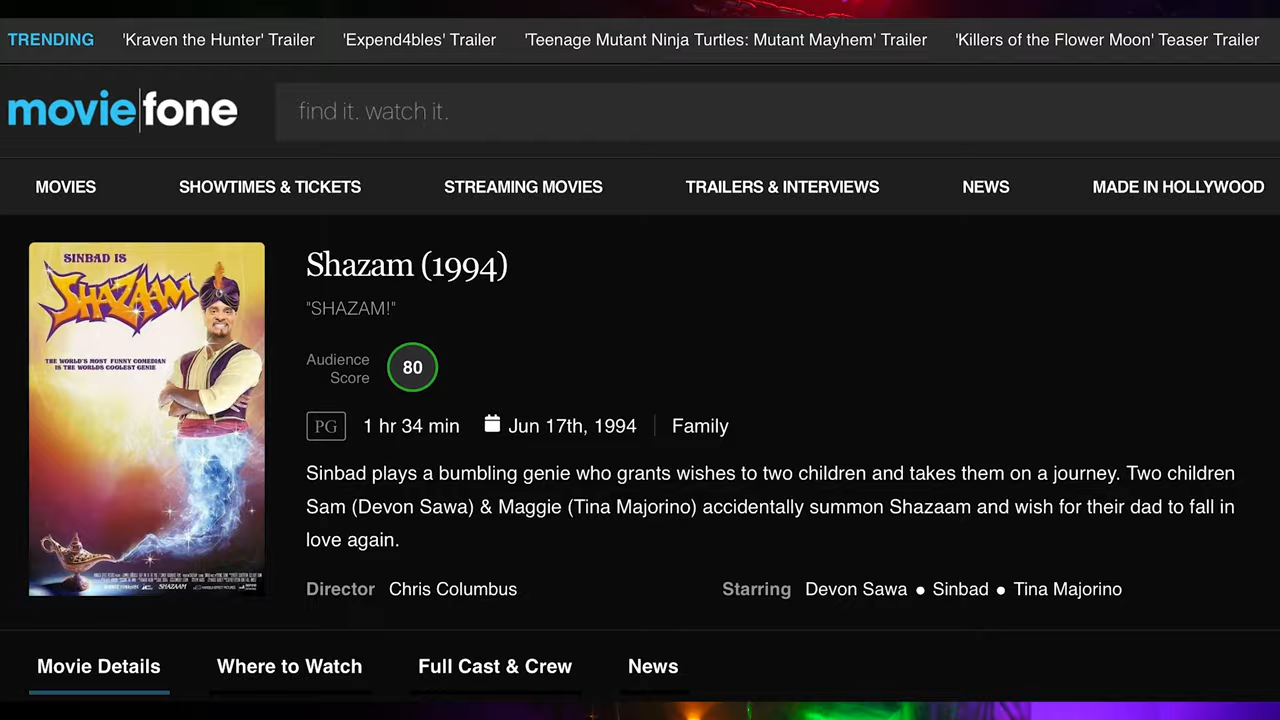 TRENDING 'Kraven the Hunter' Trailer 'Expend4bles' Trailer 'Teenage Mutant Ninja Turtles: Mutant Mayhem' Trailer 'Killers of the Flower Moon' Teaser Trailer
moviefone find it. watch it.
MOVIES SHOWTIMES & TICKETS STREAMING MOVIES TRAILERS & INTERVIEWS NEWS MADE IN HOLLYWOOD
SINBAD IS
SHAZAAM
THE WORLD'S MOST FUNNY COMEDIAN
IS THE WORLDS COOLEST GENIE
SHAZAAM
Shazam (1994)
"SHAZAM!"
Audience
Score
80
PG 1 hr 34 min Jun 17th, 1994 Family
Sinbad plays a bumbling genie who grants wishes to two children and takes them on a journey. Two children
Sam (Devon Sawa) & Maggie (Tina Majorino) accidentally summon Shazaam and wish for their dad to fall in
love again.
Director Chris Columbus Starring Devon Sawa ● Sinbad ● Tina Majorino
Movie Details Where to Watch Full Cast & Crew News